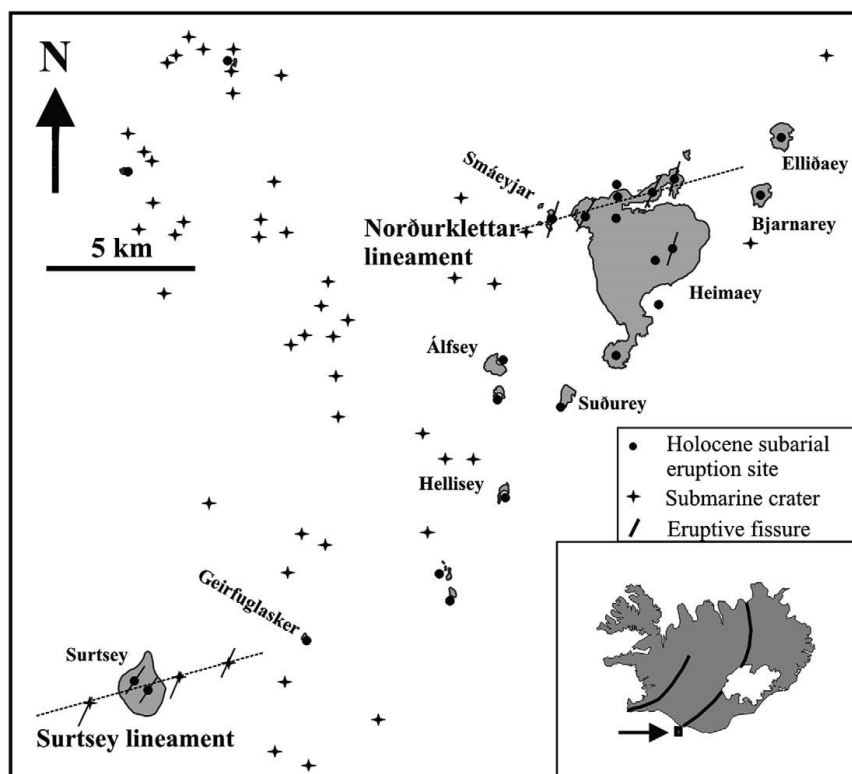 N
5 km
Smáeyjar
Norðurklettar
lineament
Elliðaey
Bjarnarey
Heimaey
Álfsey
Suðurey
Hellisey
Geirfuglasker
Surtsey
Surtsey lineament
Holocene subarial
eruption site
Submarine crater
Eruptive fissure